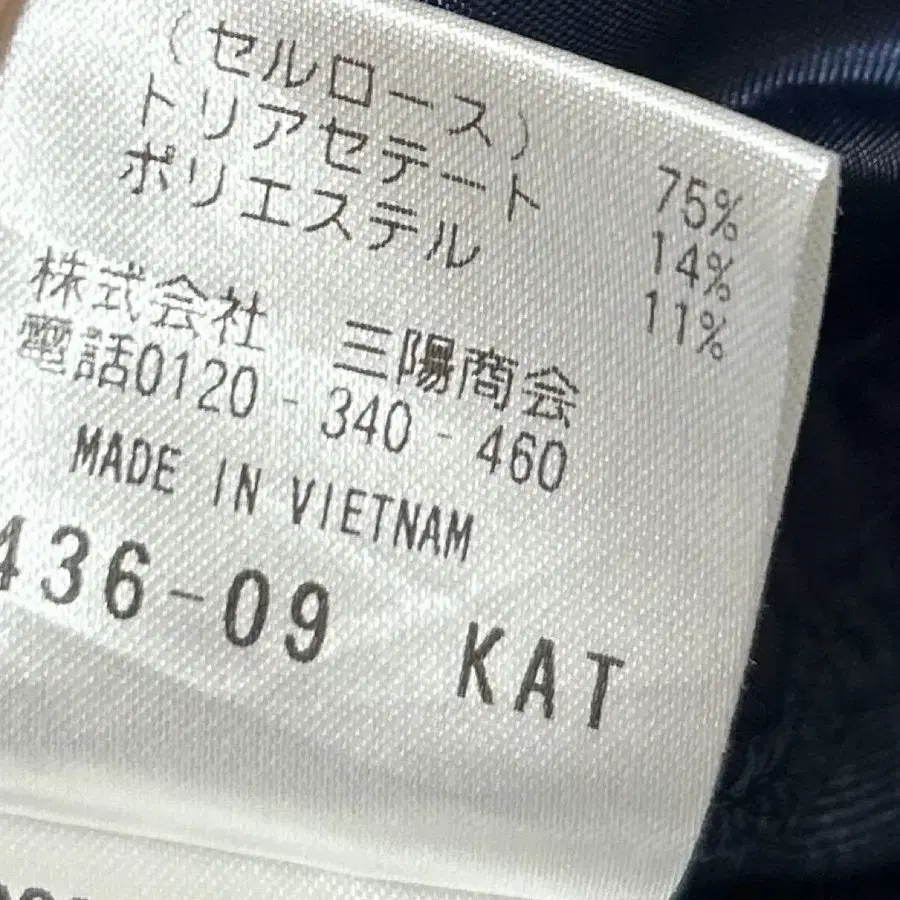 (セルロース) 75%
トリアセテート 14%
ポリエステル 11%
株式会社 三陽商会
電話0120-340-460
MADE IN VIETNAM
436-09 KAT